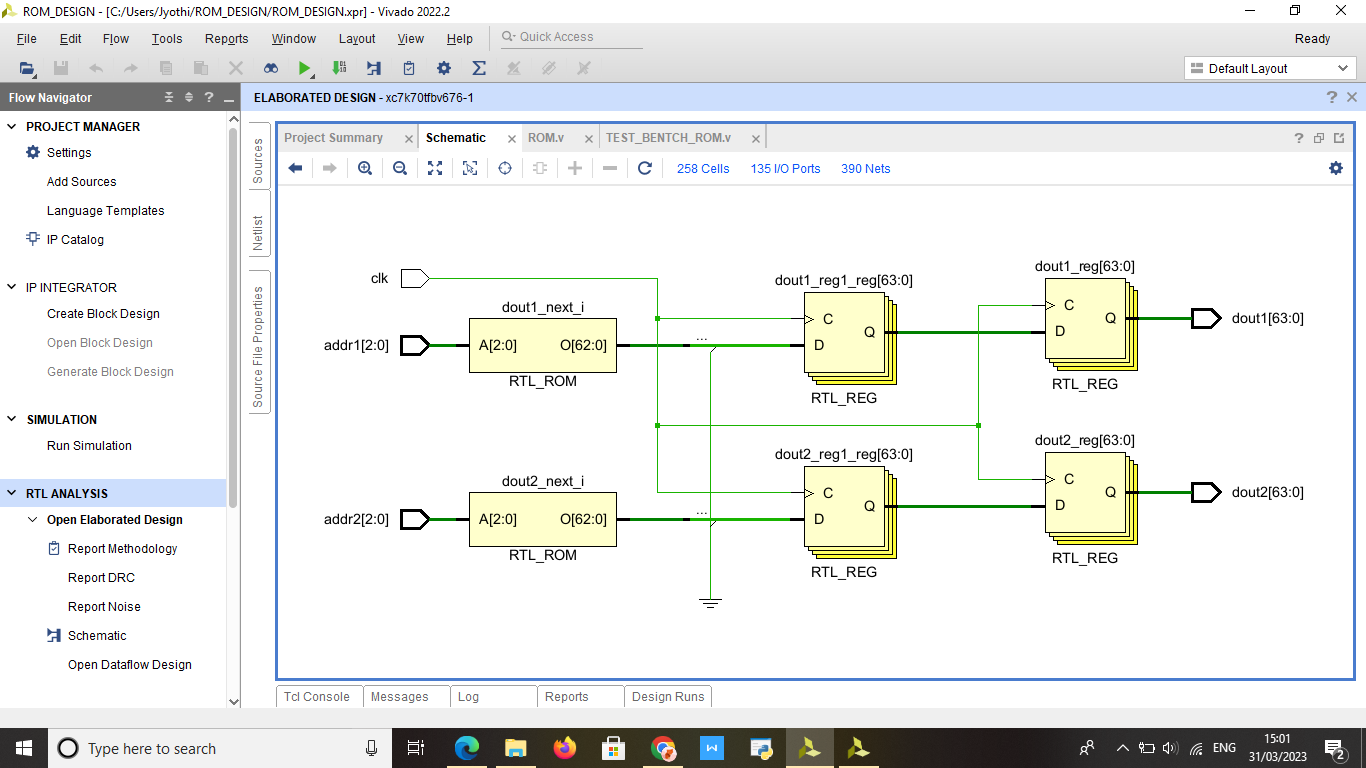 ROM_DESIGN - [C:/Users/Jyothi/ROM_DESIGN/ROM_DESIGN.xpr] - Vivado 2022.2
File Edit Flow Tools Reports Window Layout View Help Quick Access Ready
Default Layout
Flow Navigator
PROJECT MANAGER
Settings
Add Sources
Language Templates
IP Catalog
IP INTEGRATOR
Create Block Design
Open Block Design
Generate Block Design
SIMULATION
Run Simulation
RTL ANALYSIS
Open Elaborated Design
Report Methodology
Report DRC
Report Noise
Schematic
Open Dataflow Design
ELABORATED DESIGN - xc7k70tfbv676-1
Sources
Netlist
Source File Properties
Project Summary Schematic ROM.v TEST_BENTCH_ROM.v
258 Cells 135 I/O Ports 390 Nets
clk
addr1[2:0]
dout1_next_i
A[2:0] O[62:0]
RTL_ROM
...
dout1_reg1_reg[63:0]
C
D
Q
RTL_REG
dout1_reg[63:0]
C
D
Q
RTL_REG
dout1[63:0]
addr2[2:0]
dout2_next_i
A[2:0] O[62:0]
RTL_ROM
...
dout2_reg1_reg[63:0]
C
D
Q
RTL_REG
dout2_reg[63:0]
C
D
Q
RTL_REG
dout2[63:0]
Tcl Console Messages Log Reports Design Runs
Type here to search
W
ENG
15:01
31/03/2023
2